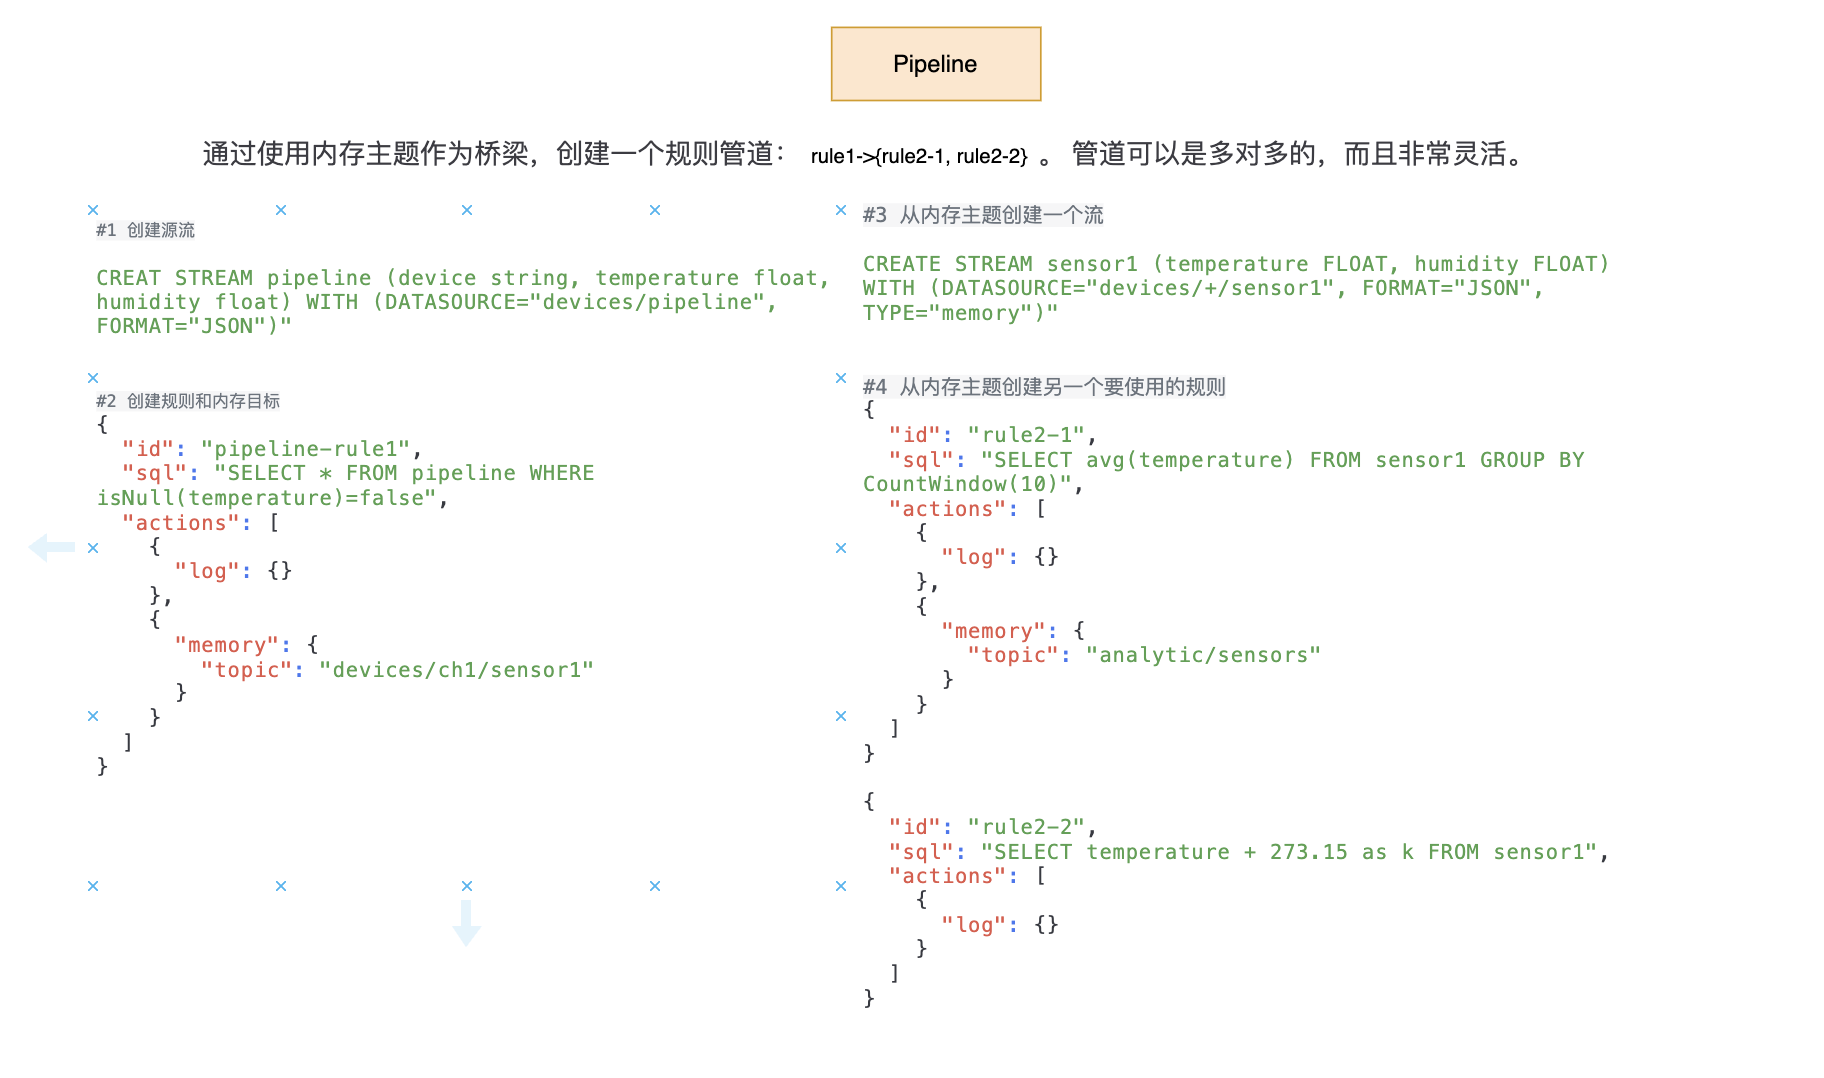 Pipeline
通过使用内存主题作为桥梁，创建一个规则管道： rule1->{rule2-1, rule2-2} 。 管道可以是多对多的，而且非常灵活。
#1 创建源流
CREAT STREAM pipeline (device string, temperature float,
humidity float) WITH (DATASOURCE="devices/pipeline",
FORMAT="JSON")"
#2 创建规则和内存目标
{
  "id": "pipeline-rule1",
  "sql": "SELECT * FROM pipeline WHERE
isNull(temperature)=false",
  "actions": [
    {
      "log": {}
    },
    {
      "memory": {
        "topic": "devices/ch1/sensor1"
      }
    }
  ]
}
#3 从内存主题创建一个流
CREATE STREAM sensor1 (temperature FLOAT, humidity FLOAT)
WITH (DATASOURCE="devices/+/sensor1", FORMAT="JSON",
TYPE="memory")"
#4 从内存主题创建另一个要使用的规则
{
  "id": "rule2-1",
  "sql": "SELECT avg(temperature) FROM sensor1 GROUP BY
CountWindow(10)",
  "actions": [
    {
      "log": {}
    },
    {
      "memory": {
        "topic": "analytic/sensors"
      }
    }
  ]
}
{
  "id": "rule2-2",
  "sql": "SELECT temperature + 273.15 as k FROM sensor1",
  "actions": [
    {
      "log": {}
    }
  ]
}